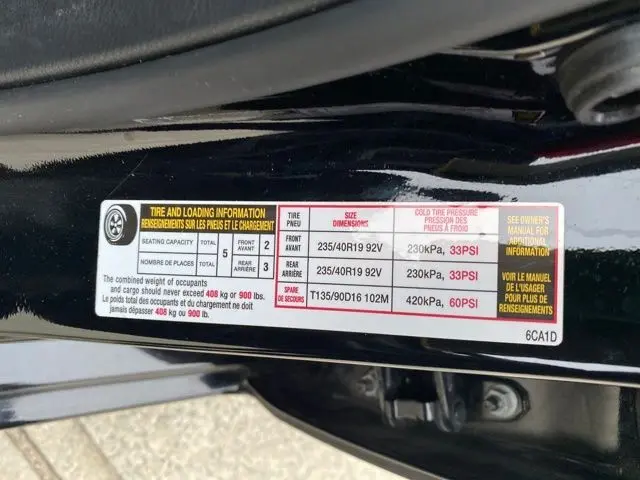 TIRE AND LOADING INFORMATION
RENSEIGNEMENTS SUR LES PNEUS ET LE CHARGEMENT
SEATING CAPACITY TOTAL 5 FRONT AVANT 2
NOMBRE DE PLACES TOTAL REAR ARRIÈRE 3
The combined weight of occupants
and cargo should never exceed 408 kg or 900 lbs.
Le poids total des occupants et du chargement ne doit
jamais dépasser 408 kg ou 900 lb.
TIRE PNEU SIZE DIMENSIONS COLD TIRE PRESSURE PRESSION DES PNEUS À FROID
FRONT AVANT 235/40R19 92V 230kPa, 33PSI
REAR ARRIÈRE 235/40R19 92V 230kPa, 33PSI
SPARE DE SECOURS T135/90D16 102M 420kPa, 60PSI
SEE OWNER'S
MANUAL FOR
ADDITIONAL
INFORMATION
VOIR LE MANUEL
DE L'USAGER
POUR PLUS DE
RENSEIGNEMENTS
6CA1D